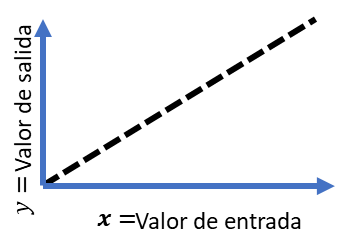 y = Valor de salida
x =Valor de entrada